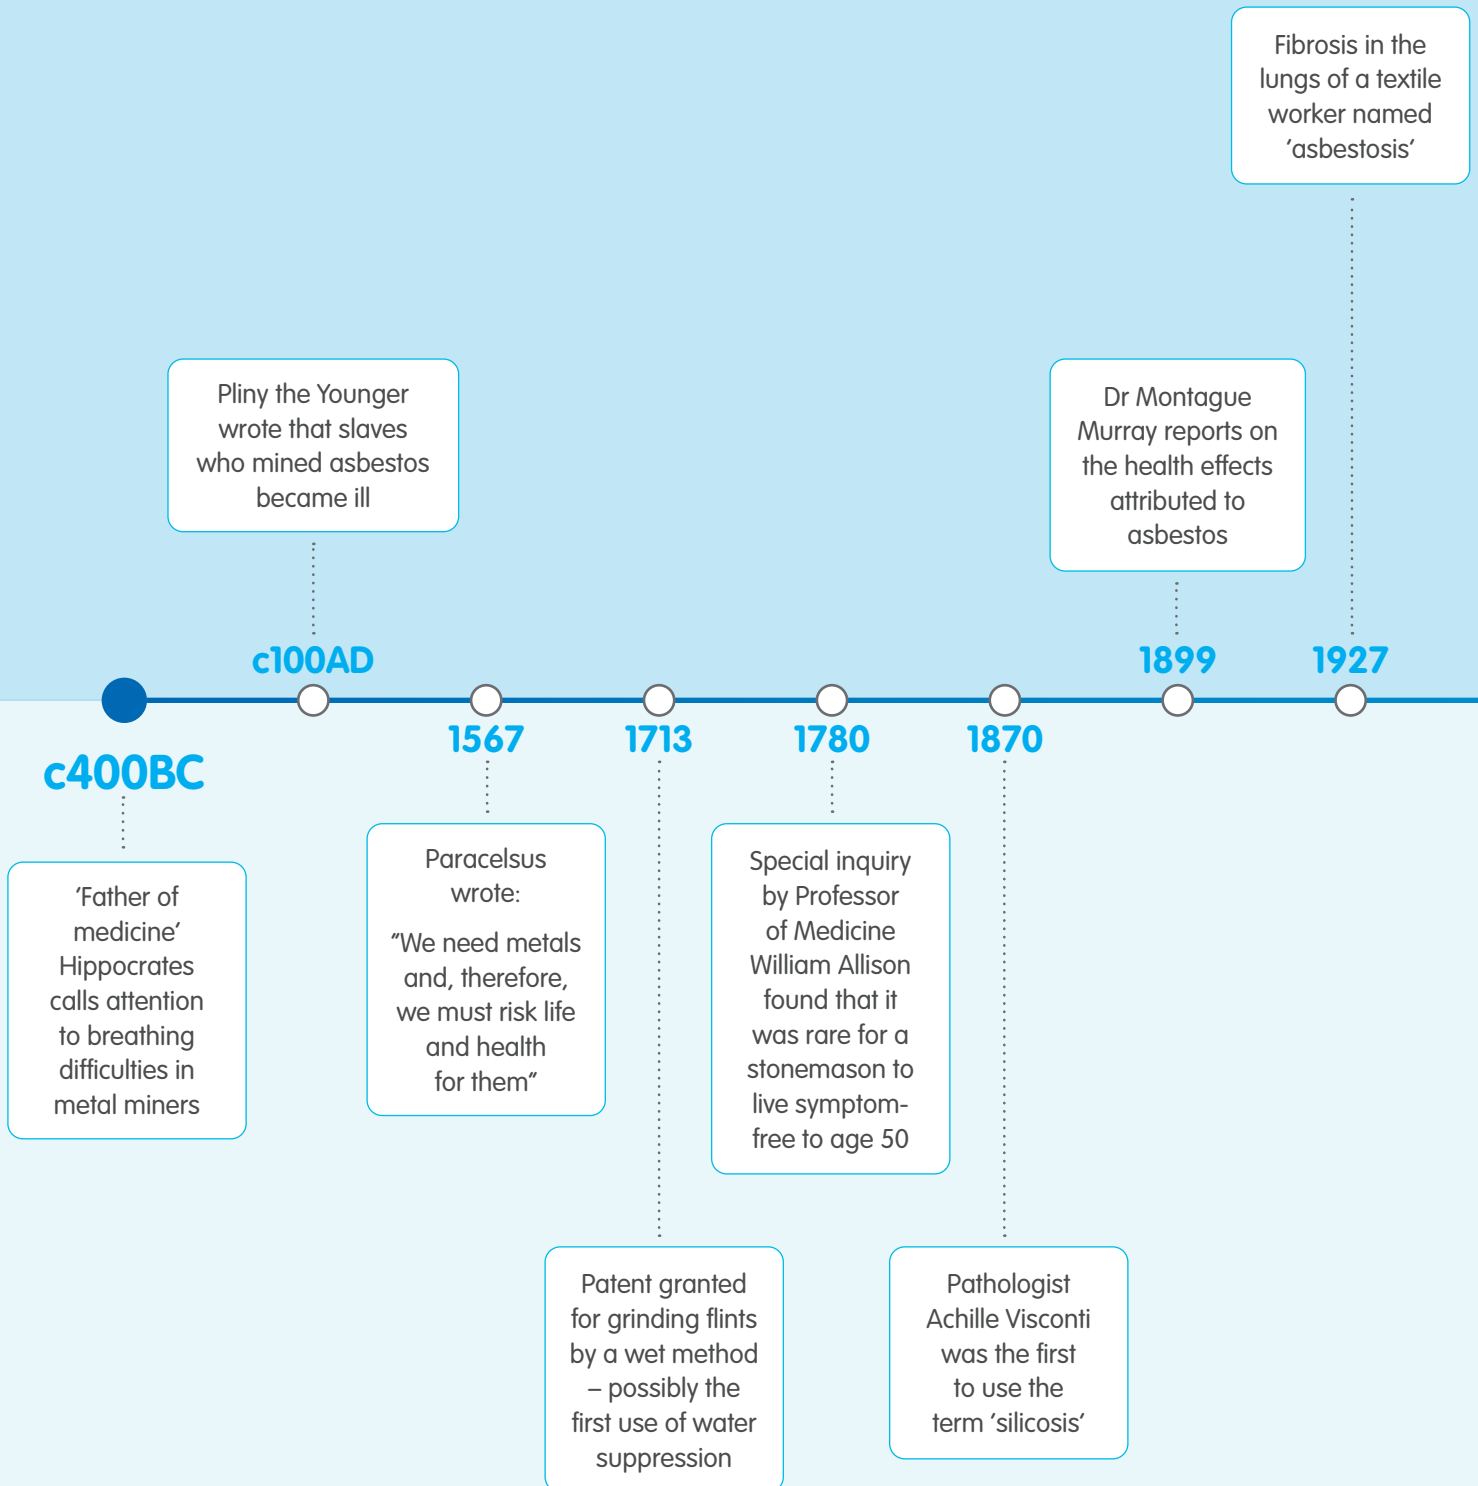 c400BC
'Father of
medicine'
Hippocrates
calls attention
to breathing
difficulties in
metal miners
Pliny the Younger
wrote that slaves
who mined asbestos
became ill
c100AD
1567
Paracelsus
wrote:
"We need metals
and, therefore,
we must risk life
and health
for them"
1713
Patent granted
for grinding flints
by a wet method
– possibly the
first use of water
suppression
1780
Special inquiry
by Professor
of Medicine
William Allison
found that it
was rare for a
stonemason to
live symptom-
free to age 50
1870
Pathologist
Achille Visconti
was the first
to use the
term 'silicosis'
Dr Montague
Murray reports on
the health effects
attributed to
asbestos
1899
Fibrosis in the
lungs of a textile
worker named
'asbestosis'
1927